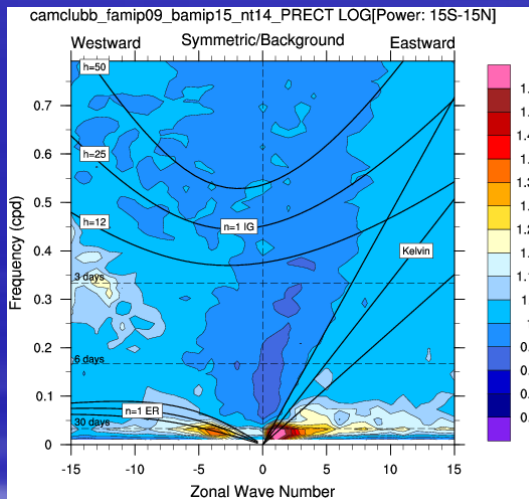 camclubb_famip09_bamip15_nt14_PRECT LOG[Power: 15S-15N]
Westward Symmetric/Background Eastward
h=50
h=25
h=12
n=1 IG
Kelvin
3 days
6 days
n=1 ER
30 days
Frequency (cpd)
0.7
0.6
0.5
0.4
0.3
0.2
0.1
0
-15 -10 -5 0 5 10 15
Zonal Wave Number